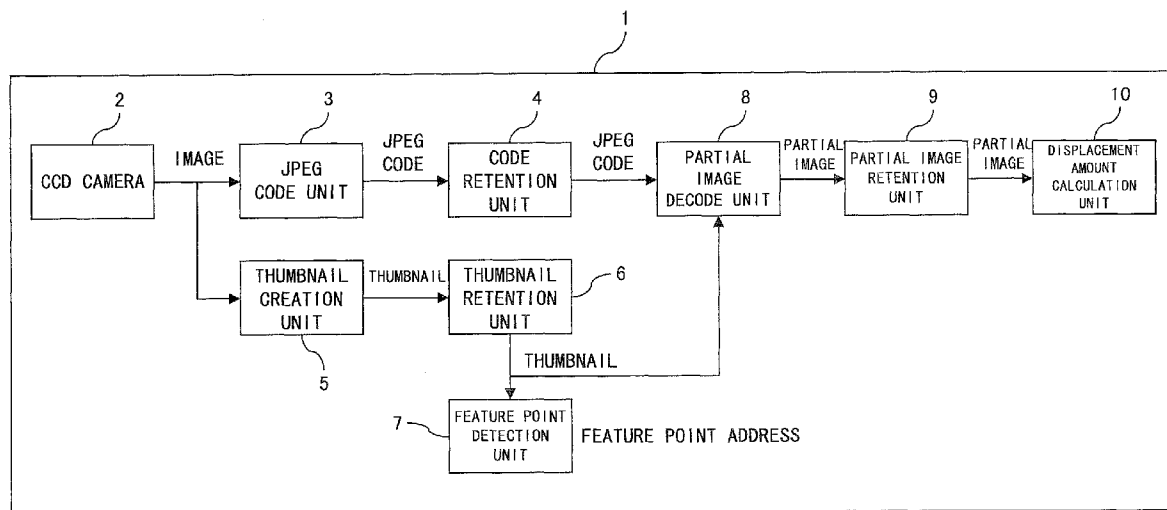 1
2
3
4
8
9
10
CCD CAMERA
IMAGE
JPEG
CODE UNIT
JPEG
CODE
CODE
RETENTION
UNIT
JPEG
CODE
PARTIAL
IMAGE
DECODE UNIT
PARTIAL
IMAGE
PARTIAL IMAGE
RETENTION
UNIT
PARTIAL
IMAGE
DISPLACEMENT
AMOUNT
CALCULATION
UNIT
THUMBNAIL
CREATION
UNIT
5
THUMBNAIL
THUMBNAIL
RETENTION
UNIT
6
THUMBNAIL
7
FEATURE POINT
DETECTION
UNIT
FEATURE POINT ADDRESS